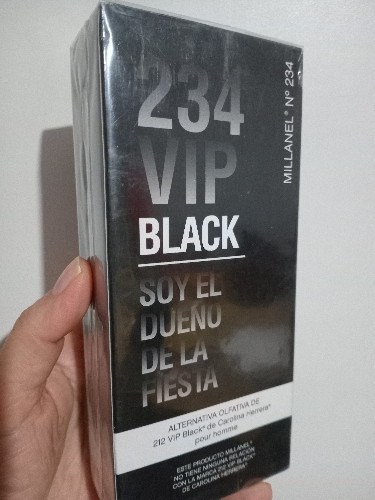 234
VIP
BLACK
SOY EL
DUEÑO
DE LA
FIESTA
MILLANEL® Nº 234
ALTERNATIVA OLFATIVA DE
212 VIP Black® de Carolina Herrera®
pour homme
ESTE PRODUCTO MILLANEL®
NO TIENE NINGUNA RELACIÓN
CON LA MARCA DE VIP BLACK®
DE CAROLINA HERRERA®